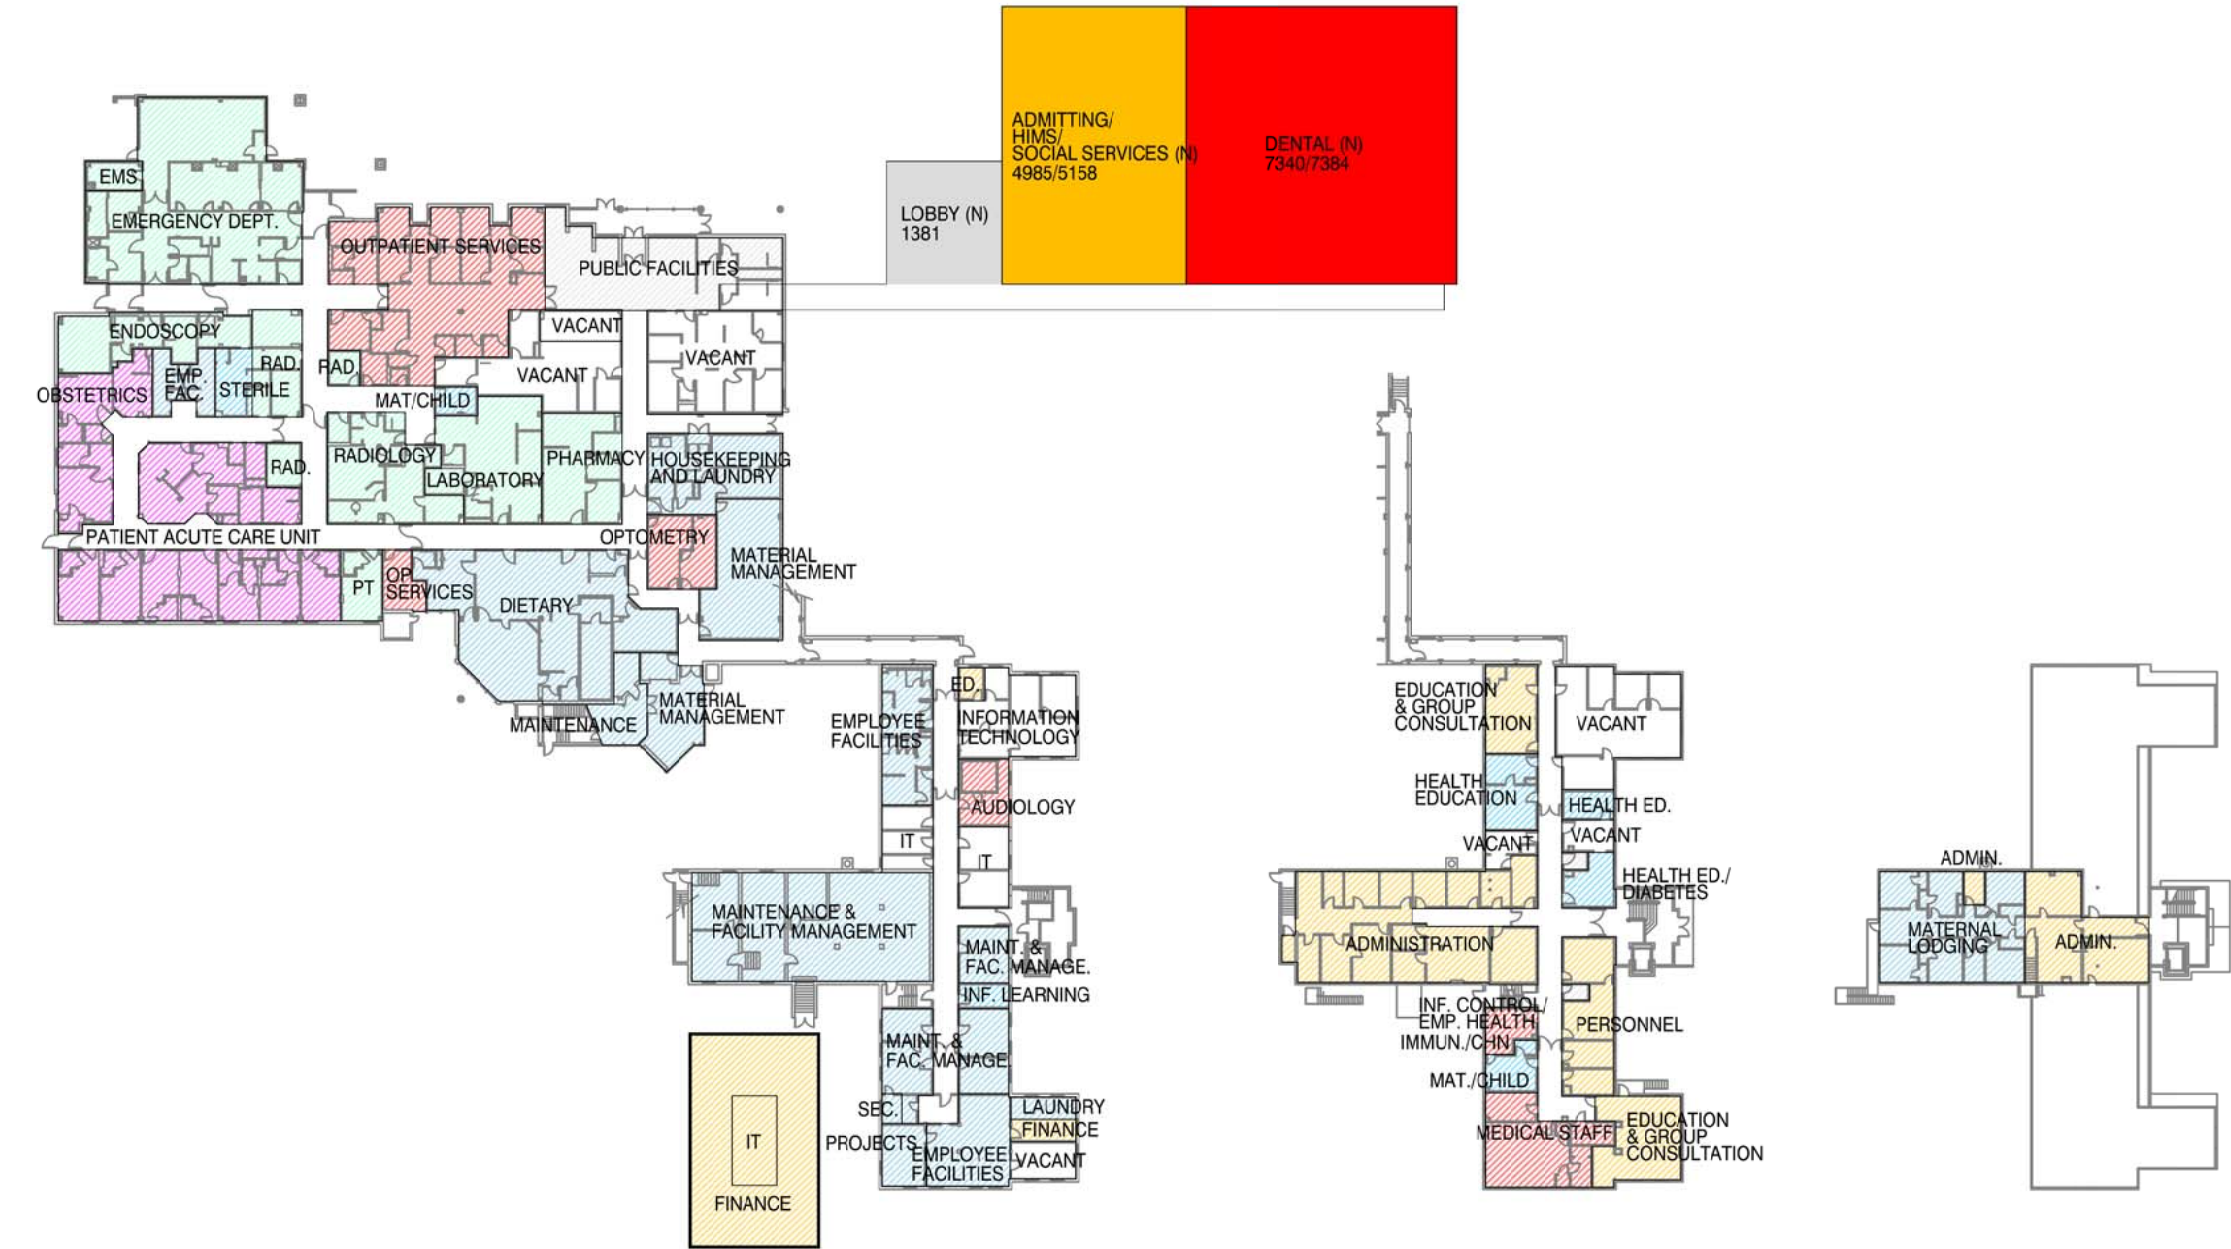 ADMITTING/
HIMS/
SOCIAL SERVICES (N)
4985/5158
DENTAL (N)
7340/7384
LOBBY (N)
1381
EMS
EMERGENCY DEPT.
OUTPATIENT SERVICES
PUBLIC FACILITIES
ENDOSCOPY
VACANT
VACANT
VACANT
RAD.
RAD.
EMP.
FAC.
STERILE
OBSTETRICS
MAT/CHILD
RADIOLOGY
LABORATORY
PHARMACY
HOUSEKEEPING
AND LAUNDRY
RAD.
PATIENT ACUTE CARE UNIT
OPTOMETRY
MATERIAL
MANAGEMENT
PT
OP
SERVICES
DIETARY
MATERIAL
MANAGEMENT
MAINTENANCE
ED.
EMPLOYEE
FACILITIES
INFORMATION
TECHNOLOGY
AUDIOLOGY
IT
IT
MAINTENANCE &
FACILITY MANAGEMENT
MAINT. &
FAC. MANAGE.
INF. LEARNING
MAINT. &
FAC. MANAGE.
SEC.
LAUNDRY
FINANCE
PROJECTS
EMPLOYEE
FACILITIES
VACANT
IT
FINANCE
EDUCATION
& GROUP
CONSULTATION
VACANT
HEALTH
EDUCATION
HEALTH ED.
VACANT
VACANT
HEALTH ED./
DIABETES
ADMINISTRATION
INF. CONTROL/
EMP. HEALTH
IMMUN./CHN
PERSONNEL
MAT./CHILD
MEDICAL STAFF
EDUCATION
& GROUP
CONSULTATION
ADMIN.
MATERNAL
LODGING
ADMIN.